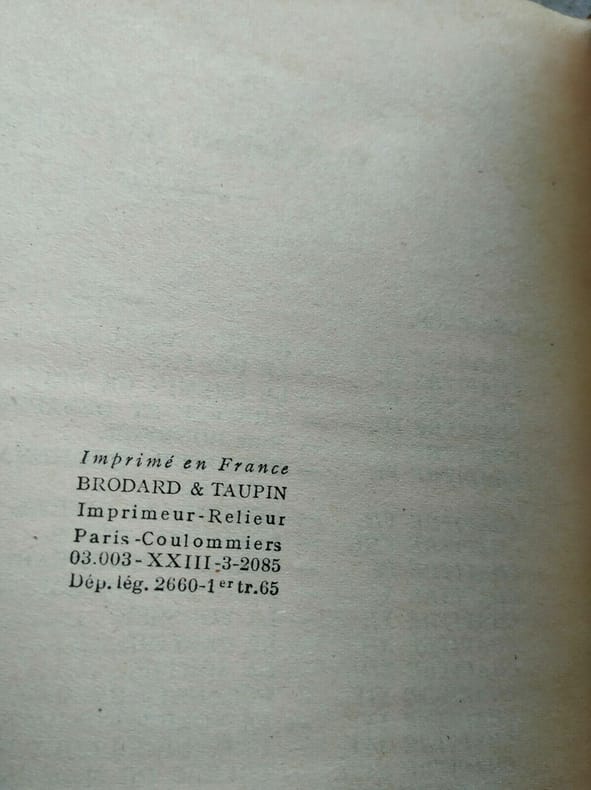 Imprimé en France
BRODARD & TAUPIN
Imprimeur-Relieur
Paris-Coulommiers
03.003-XXIII-3-2085
Dép. lég. 2660-1er tr.65